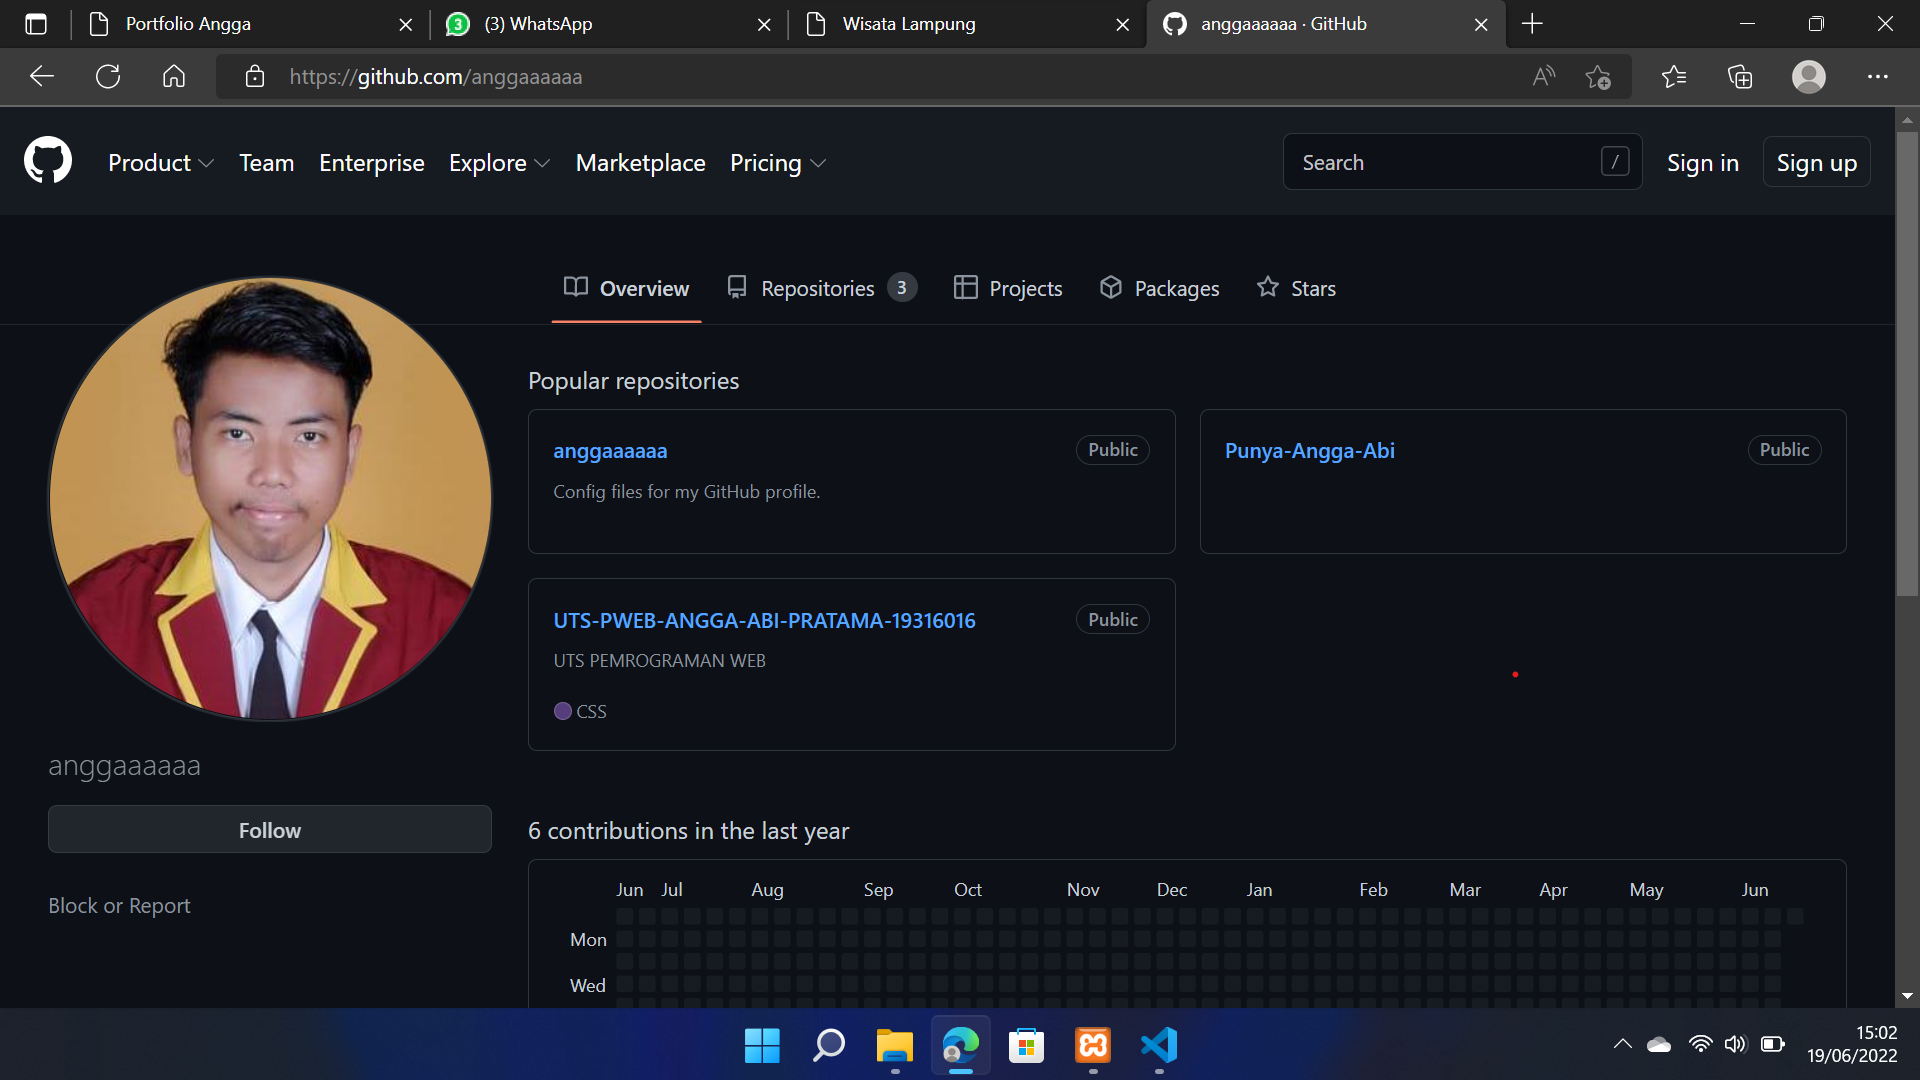 Portfolio Angga
3
(3) WhatsApp
Wisata Lampung
anggaaaaaa · GitHub
https://github.com/anggaaaaaa
Product
Team
Enterprise
Explore
Marketplace
Pricing
Search
/
Sign in
Sign up
Overview
Repositories 3
Projects
Packages
Stars
Popular repositories
anggaaaaaa
Public
Config files for my GitHub profile.
Punya-Angga-Abi
Public
UTS-PWEB-ANGGA-ABI-PRATAMA-19316016
Public
UTS PEMROGRAMAN WEB
CSS
anggaaaaaa
Follow
Block or Report
6 contributions in the last year
Jun Jul Aug Sep Oct Nov Dec Jan Feb Mar Apr May Jun
Mon
Wed
15:02
19/06/2022